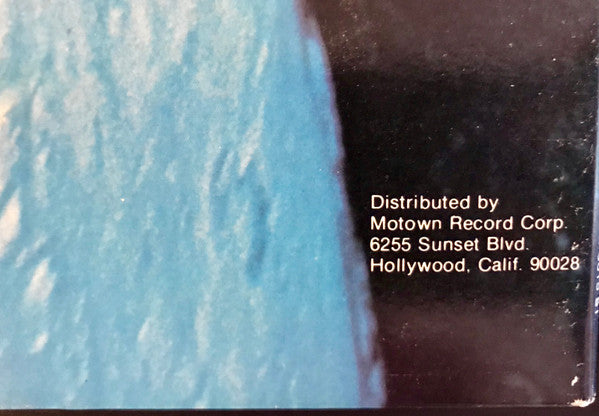 Distributed by
Motown Record Corp.
6255 Sunset Blvd.
Hollywood, Calif. 90028